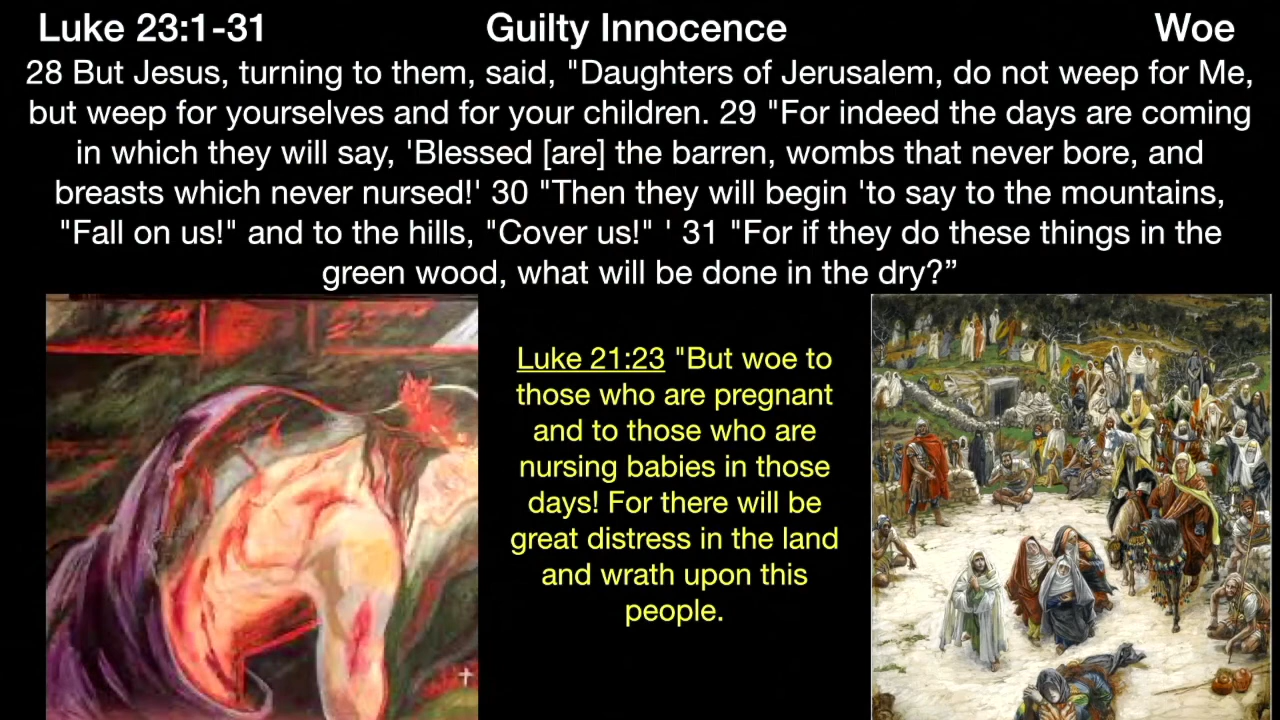 Luke 23:1-31 Guilty Innocence Woe
28 But Jesus, turning to them, said, "Daughters of Jerusalem, do not weep for Me,
but weep for yourselves and for your children. 29 "For indeed the days are coming
in which they will say, 'Blessed [are] the barren, wombs that never bore, and
breasts which never nursed!' 30 "Then they will begin 'to say to the mountains,
"Fall on us!" and to the hills, "Cover us!" ' 31 "For if they do these things in the
green wood, what will be done in the dry?”
Luke 21:23 "But woe to
those who are pregnant
and to those who are
nursing babies in those
days! For there will be
great distress in the land
and wrath upon this
people.